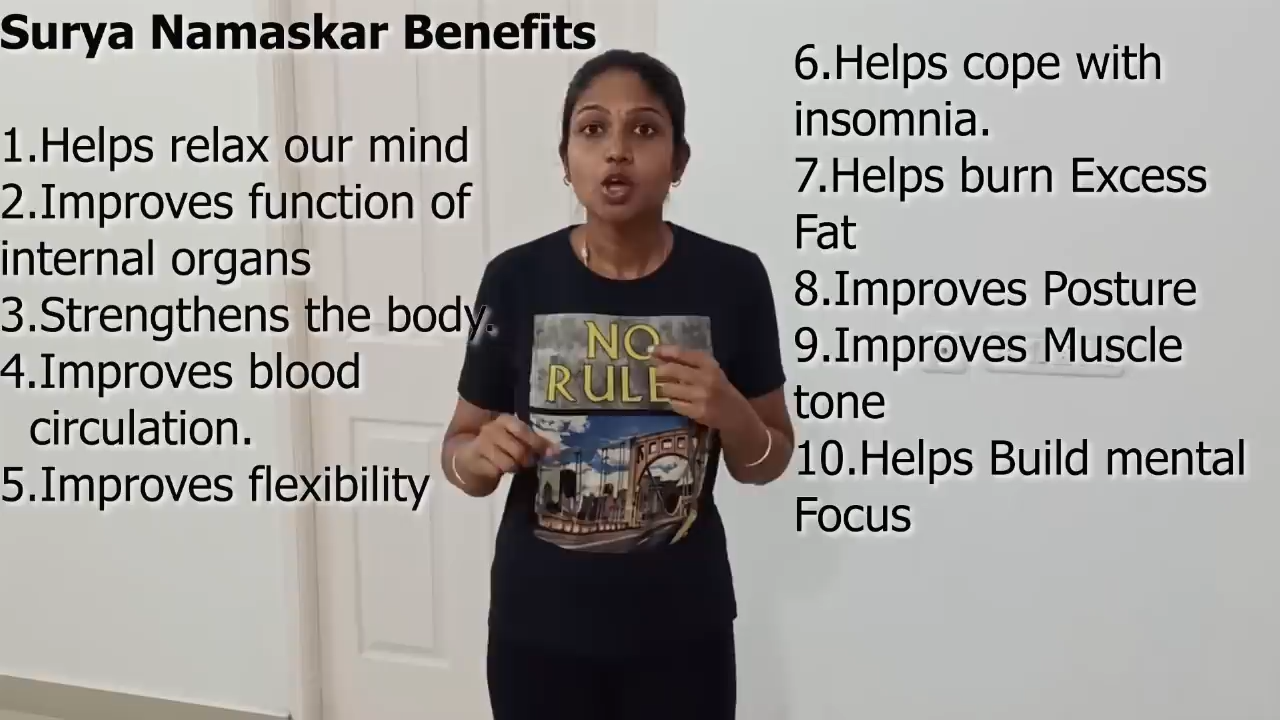 Surya Namaskar Benefits
1.Helps relax our mind
2.Improves function of
internal organs
3.Strengthens the body.
4.Improves blood
circulation.
5.Improves flexibility
6.Helps cope with
insomnia.
7.Helps burn Excess
Fat
8.Improves Posture
9.Improves Muscle
tone
10.Helps Build mental
Focus
NO
RULE